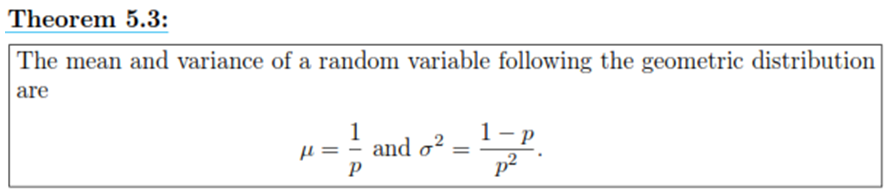 Theorem 5.3:
The mean and variance of a random variable following the geometric distribution
are
μ = 1/p and σ² = (1 − p)/p².